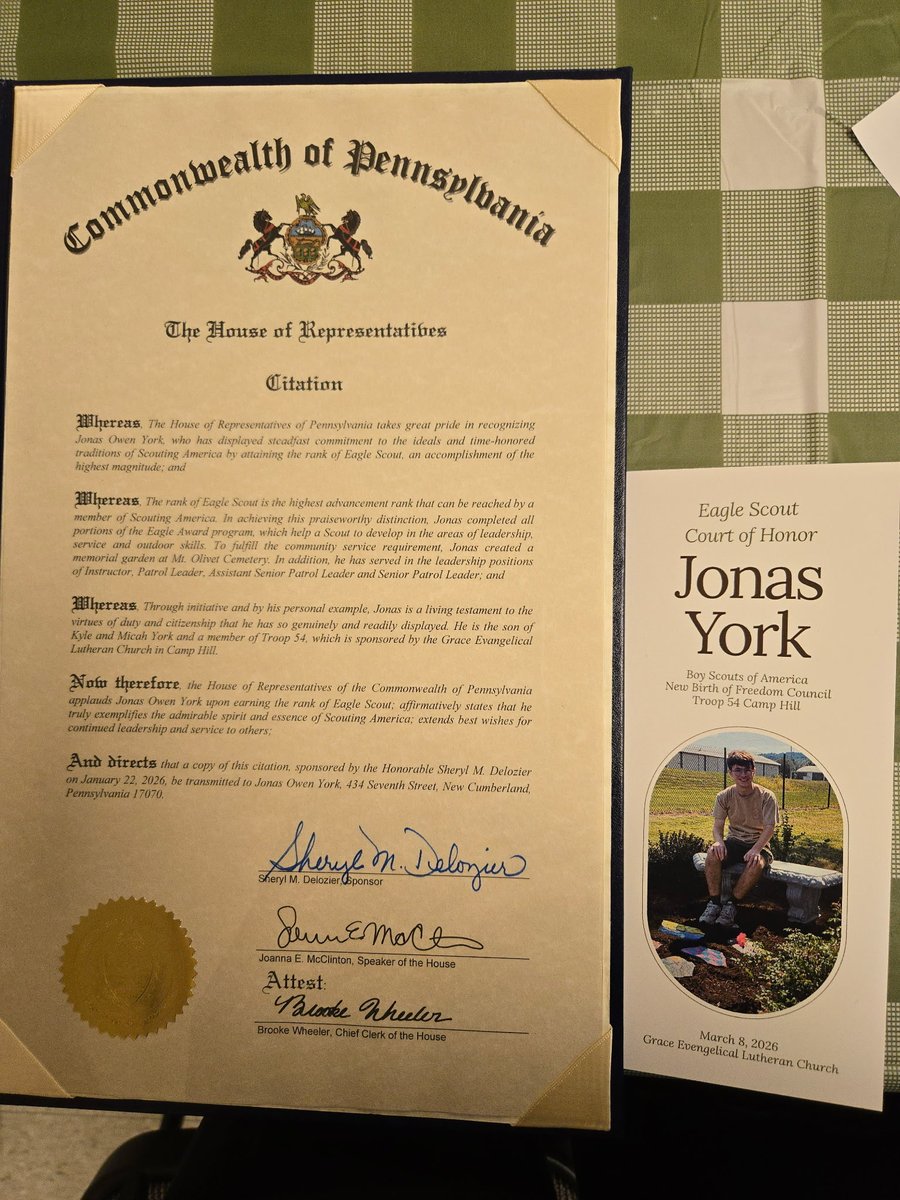 Commonwealth of Pennsylvania
The House of Representatives
Citation
Whereas, The House of Representatives of Pennsylvania takes great pride in recognizing
Jonas Owen York, who has displayed steadfast commitment to the ideals and time-honored
traditions of Scouting America by attaining the rank of Eagle Scout, an accomplishment of the
highest magnitude; and
Whereas, The rank of Eagle Scout is the highest advancement rank that can be reached by a
member of Scouting America. In achieving this praiseworthy distinction, Jonas completed all
portions of the Eagle Award program, which help a Scout to develop in the areas of leadership,
service and outdoor skills. To fulfill the community service requirement, Jonas created a
memorial garden at Mt. Olivet Cemetery. In addition, he has served in the leadership positions
of Instructor, Patrol Leader, Assistant Senior Patrol Leader and Senior Patrol Leader; and
Whereas, Through initiative and by his personal example, Jonas is a living testament to the
virtues of duty and citizenship that he has so genuinely and readily displayed. He is the son of
Kyle and Micah York and a member of Troop 54, which is sponsored by the Grace Evangelical
Lutheran Church in Camp Hill.
Now therefore, the House of Representatives of the Commonwealth of Pennsylvania
applauds Jonas Owen York upon earning the rank of Eagle Scout; affirmatively states that he
truly exemplifies the admirable spirit and essence of Scouting America; extends best wishes for
continued leadership and service to others;
And directs that a copy of this citation, sponsored by the Honorable Sheryl M. Delozier
on January 22, 2026, be transmitted to Jonas Owen York, 434 Seventh Street, New Cumberland,
Pennsylvania 17070.
Sheryl M. Delozier
Sheryl M. Delozier, Sponsor
Joanna E. McClinton, Speaker of the House
Attest:
Brooke Wheeler
Brooke Wheeler, Chief Clerk of the House
Eagle Scout
Court of Honor
Jonas
York
Boy Scouts of America
New Birth of Freedom Council
Troop 54 Camp Hill
March 8, 2026
Grace Evengelical Lutheran Church